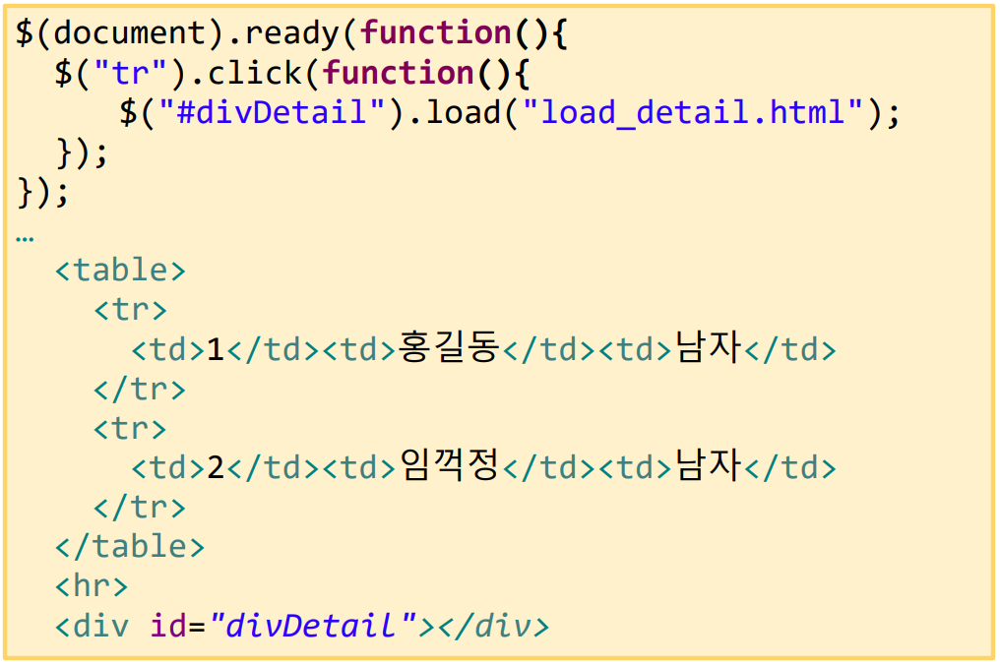 $(document).ready(function(){
  $("tr").click(function(){
     $("#divDetail").load("load_detail.html");
  });
});
…
  <table>
    <tr>
      <td>1</td><td>홍길동</td><td>남자</td>
    </tr>
    <tr>
      <td>2</td><td>임꺽정</td><td>남자</td>
    </tr>
  </table>
  <hr>
  <div id="divDetail"></div>